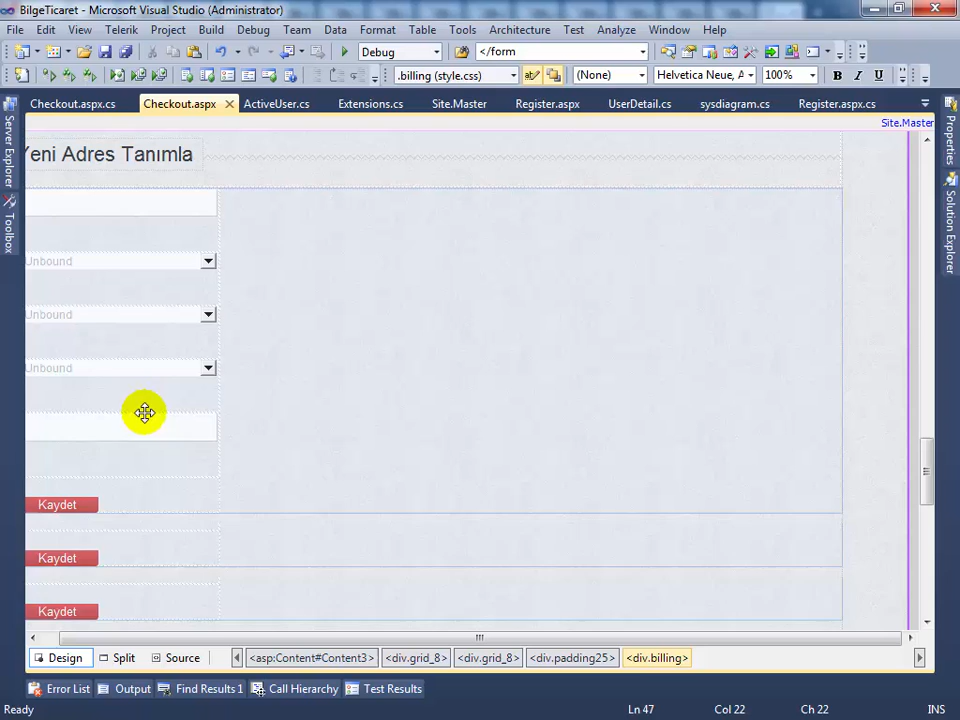 BilgeTicaret - Microsoft Visual Studio (Administrator)
File Edit View Telerik Project Build Debug Team Format Table Tools Architecture Test Analyze Window Help
Debug </form
.billing (style.css) (None) Helvetica Neue, A 100% B I U
Checkout.aspx.cs Checkout.aspx ActiveUser.cs Extensions.cs Site.Master Register.aspx UserDetail.cs sysdiagram.cs Register.aspx.cs
Site.Master
Server Explorer
Toolbox
Properties
Solution Explorer
Yeni Adres Tanımla
Unbound
Unbound
Unbound
Kaydet
Kaydet
Kaydet
Design Split Source <asp:Content#Content3> <div.grid_8> <div.grid_8> <div.padding25> <div.billing>
Error List Output Find Results 1 Call Hierarchy Test Results
Ready Ln 47 Col 22 Ch 22 INS